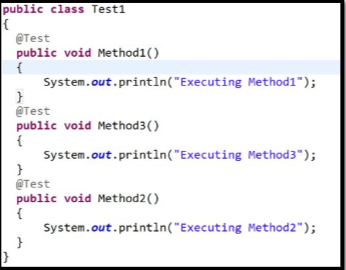 public class Test1
{
@Test
public void Method1()
{
System.out.println("Executing Method1");
}
@Test
public void Method3()
{
System.out.println("Executing Method3");
}
@Test
public void Method2()
{
System.out.println("Executing Method2");
}
}